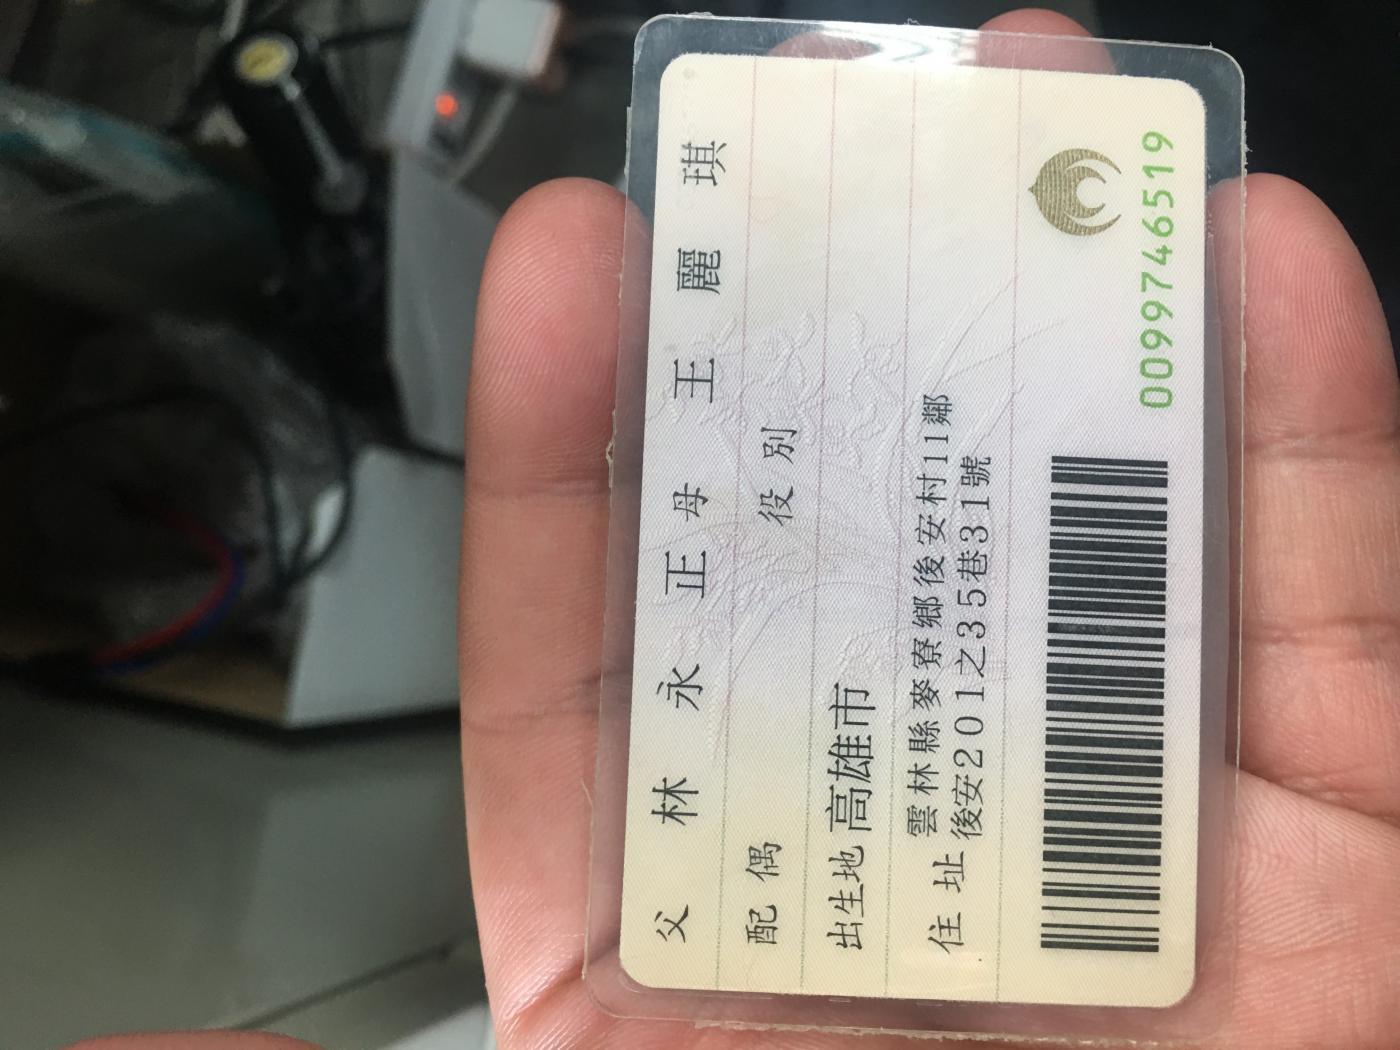 父 林永正 母 王麗琪
配偶 役別
出生地 高雄市
住址 雲林縣麥寮鄉後安村11鄰
後安201之35巷31號
0099746519